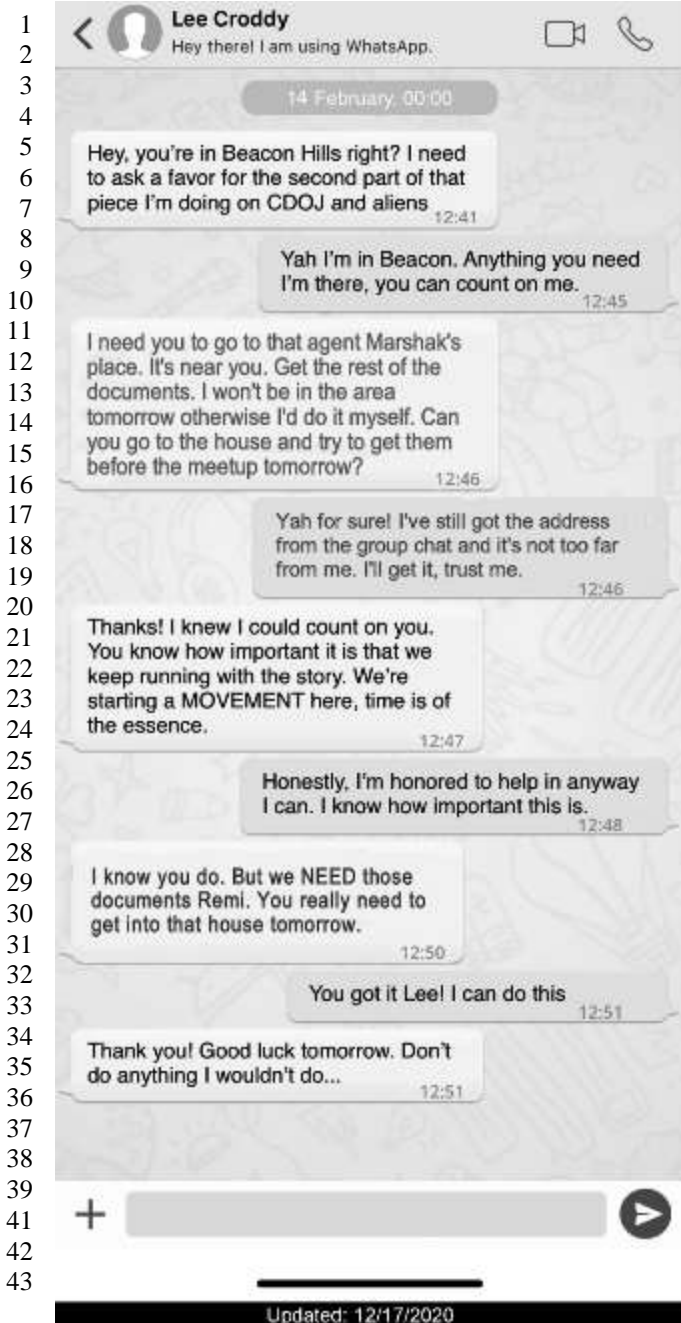 1
2
3
4
5
6
7
8
9
10
11
12
13
14
15
16
17
18
19
20
21
22
23
24
25
26
27
28
29
30
31
32
33
34
35
36
37
38
39
41
42
43
Lee Croddy
Hey there! I am using WhatsApp.
14 February, 00:00
Hey, you're in Beacon Hills right? I need
to ask a favor for the second part of that
piece I'm doing on CDOJ and aliens
12:41
Yah I'm in Beacon. Anything you need
I'm there, you can count on me.
12:45
I need you to go to that agent Marshak's
place. It's near you. Get the rest of the
documents. I won't be in the area
tomorrow otherwise I'd do it myself. Can
you go to the house and try to get them
before the meetup tomorrow?
12:46
Yah for sure! I've still got the address
from the group chat and it's not too far
from me. I'll get it, trust me.
12:46
Thanks! I knew I could count on you.
You know how important it is that we
keep running with the story. We're
starting a MOVEMENT here, time is of
the essence.
12:47
Honestly, I'm honored to help in anyway
I can. I know how important this is.
12:48
I know you do. But we NEED those
documents Remi. You really need to
get into that house tomorrow.
12:50
You got it Lee! I can do this
12:51
Thank you! Good luck tomorrow. Don't
do anything I wouldn't do...
12:51
Updated: 12/17/2020